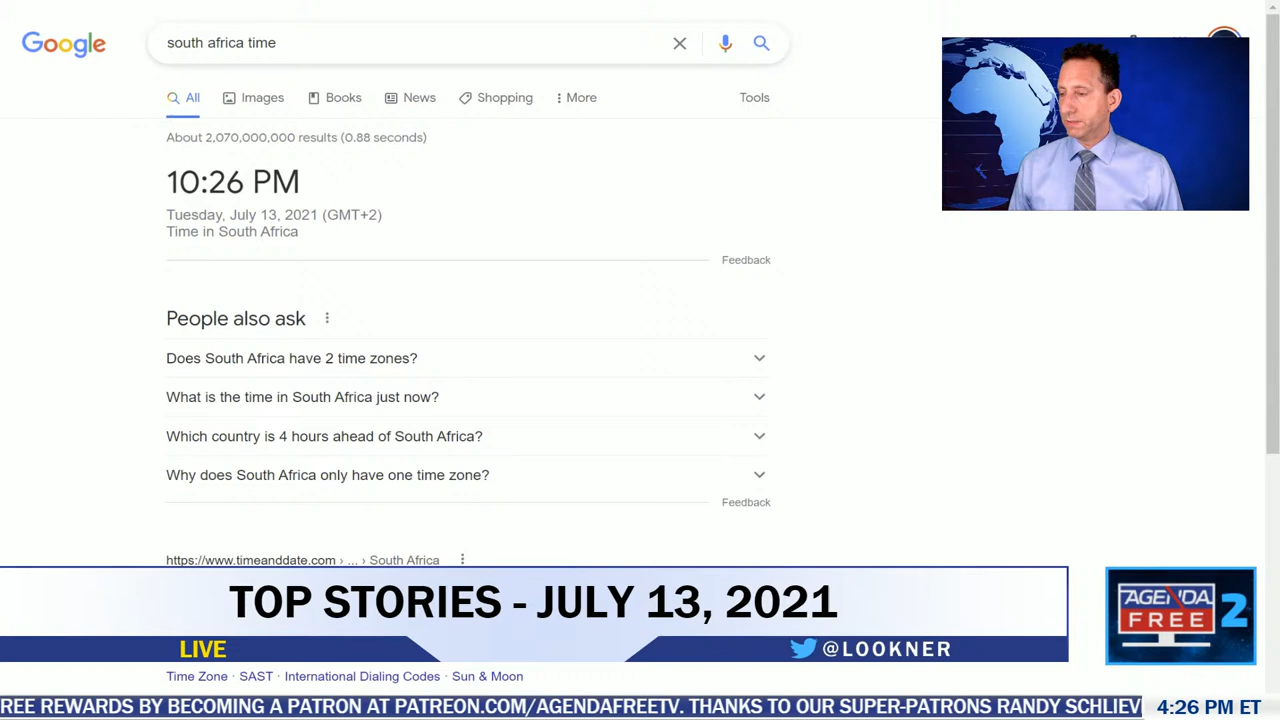 Google
south africa time
All Images Books News Shopping More Tools
About 2,070,000,000 results (0.88 seconds)
10:26 PM
Tuesday, July 13, 2021 (GMT+2)
Time in South Africa
Feedback
People also ask
Does South Africa have 2 time zones?
What is the time in South Africa just now?
Which country is 4 hours ahead of South Africa?
Why does South Africa only have one time zone?
Feedback
https://www.timeanddate.com › ... › South Africa
TOP STORIES - JULY 13, 2021
AGENDA
FREE 2
LIVE @LOOKNER
Time Zone · SAST · International Dialing Codes · Sun & Moon
REE REWARDS BY BECOMING A PATRON AT PATREON.COM/AGENDAFREETV. THANKS TO OUR SUPER-PATRONS RANDY SCHLIEV 4:26 PM ET